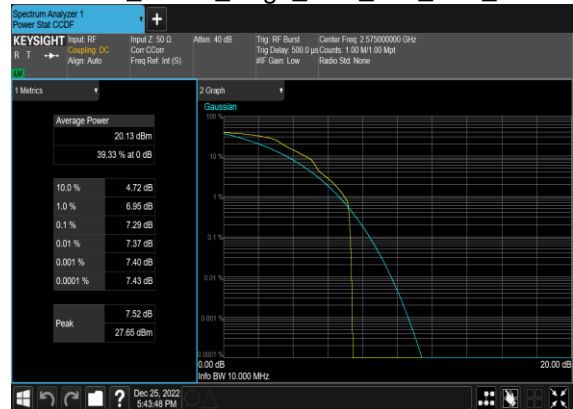 Spectrum Analyzer 1
Power Stat CCDF
KEYSIGHT
R T
Input: RF
Coupling: DC
Align: Auto
Input Z: 50 Ω
Corr CCorr
Freq Ref: Int (S)
Atten: 40 dB
Trig: RF Burst
Trig Delay: 500.0 µs
#IF Gain: Low
Center Freq: 2.575000000 GHz
Counts: 1.00 M/1.00 Mpt
Radio Std: None
1 Metrics
Average Power
20.13 dBm
39.33 % at 0 dB
10.0 % 4.72 dB
1.0 % 6.95 dB
0.1 % 7.29 dB
0.01 % 7.37 dB
0.001 % 7.40 dB
0.0001 % 7.43 dB
Peak
7.52 dB
27.65 dBm
2 Graph
Gaussian
100 %
10 %
1 %
0.1 %
0.01 %
0.001 %
0.0001 %
0.00 dB 20.00 dB
Info BW 10.000 MHz
Dec 25, 2022
5:43:48 PM